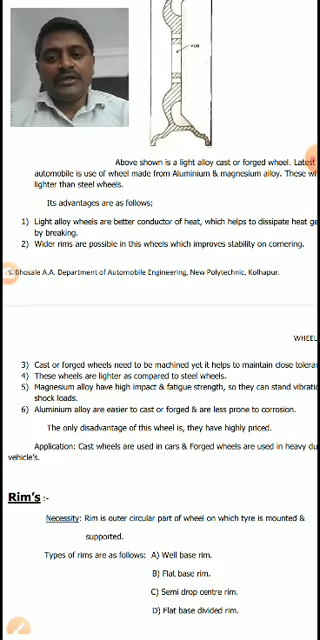 Above shown is a light alloy cast or forged wheel. Latest
automobile is use of wheel made from Aluminium & magnesium alloy. These
lighter than steel wheels.
Its advantages are as follows;
1) Light alloy wheels are better conductor of heat, which helps to dissipate heat
by breaking.
2) Wider rims are possible in this wheels which improves stability on cornering.
Bhosale A.A. Department of Automobile Engineering, New Polytechnic, Kolhapur.
WHEEL
3) Cast or forged wheels need to be machined yet it helps to maintain close
4) These wheels are lighter as compared to steel wheels.
5) Magnesium alloy have high impact & fatigue strength, so they can stand
shock loads.
6) Aluminium alloy are easier to cast or forged & are less prone to corrosion.
The only disadvantage of this wheel is, they have highly priced.
Application: Cast wheels are used in cars & Forged wheels are used in heavy
vehicle's.
Rim's :-
Necessity: Rim is outer circular part of wheel on which tyre is mounted &
supported.
Types of rims are as follows: A) Well base rim.
B) Flat base rim.
C) Semi drop centre rim.
D) Flat base divided rim.